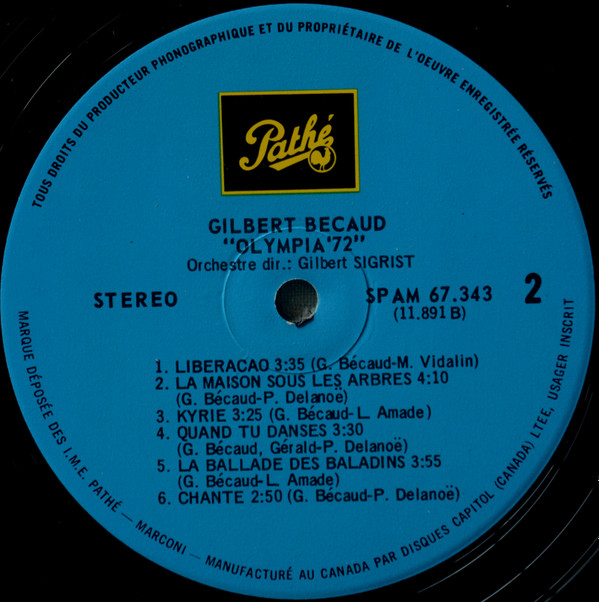 TOUS DROITS DU PRODUCTEUR PHONOGRAPHIQUE ET DU PROPRIÉTAIRE DE L'OEUVRE ENREGISTRÉE RÉSERVÉS
Pathé
GILBERT BECAUD
"OLYMPIA'72"
Orchestre dir.: Gilbert SIGRIST
STEREO
SPAM 67.343
2
(11.891 B)
1. LIBERACAO 3:35 (G. Bécaud-M. Vidalin)
2. LA MAISON SOUS LES ARBRES 4:10
(G. Bécaud-P. Delanoë)
3. KYRIE 3:25 (G. Bécaud-L. Amade)
4. QUAND TU DANSES 3:30
(G. Bécaud, Gérald-P. Delanoë)
5. LA BALLADE DES BALADINS 3:55
(G. Bécaud-L. Amade)
6. CHANTE 2:50 (G. Bécaud-P. Delanoë)
MARQUE DÉPOSÉE DES I.M.E. PATHÉ — MARCONI — MANUFACTURÉ AU CANADA PAR DISQUES CAPITOL (CANADA) LTEE, USAGER INSCRIT